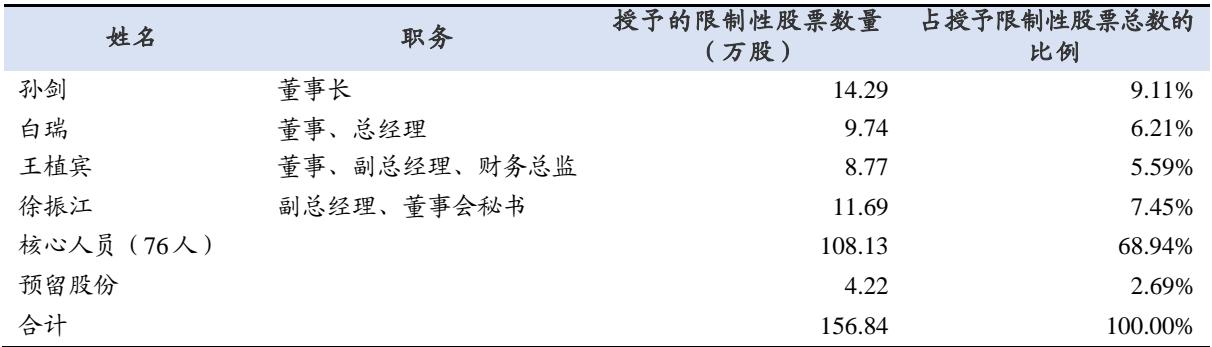 姓名 职务 授予的限制性股票数量（万股） 占授予限制性股票总数的比例
孙剑 董事长 14.29 9.11%
白瑞 董事、总经理 9.74 6.21%
王植宾 董事、副总经理、财务总监 8.77 5.59%
徐振江 副总经理、董事会秘书 11.69 7.45%
核心人员（76人） 108.13 68.94%
预留股份 4.22 2.69%
合计 156.84 100.00%